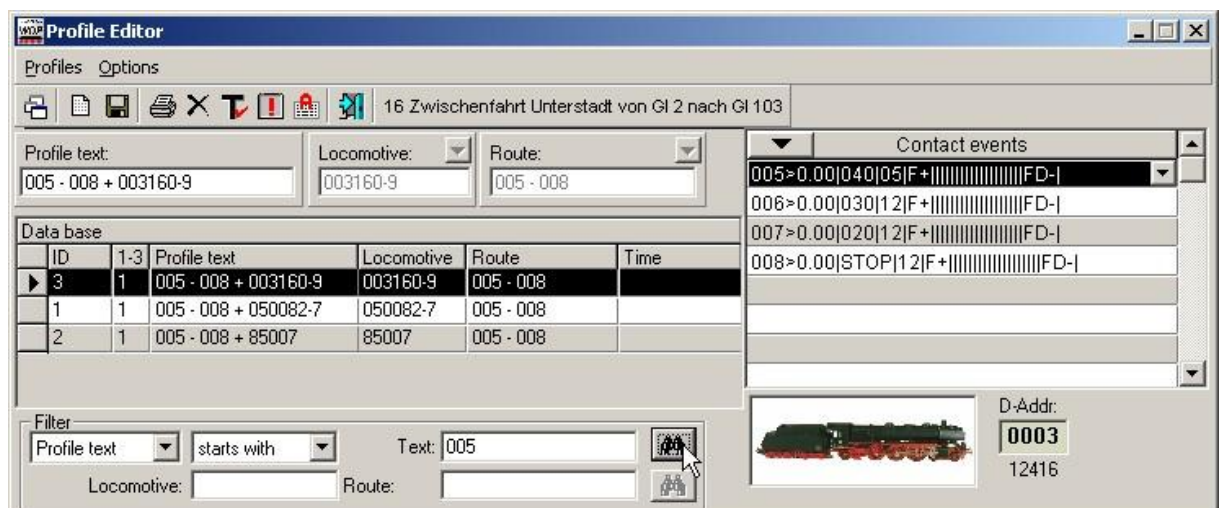 WDP Profile Editor
Profiles Options
16 Zwischenfahrt Unterstadt von Gl 2 nach Gl 103
Profile text: Locomotive: Route:
005 - 008 + 003160-9 003160-9 005 - 008
Contact events
005>0.00|040|05|F+|||||||||||||||||||FD-|
006>0.00|030|12|F+|||||||||||||||||||FD-|
007>0.00|020|12|F+|||||||||||||||||||FD-|
008>0.00|STOP|12|F+|||||||||||||||||||FD-|
Data base
ID 1-3 Profile text Locomotive Route Time
3 1 005 - 008 + 003160-9 003160-9 005 - 008
1 1 005 - 008 + 050082-7 050082-7 005 - 008
2 1 005 - 008 + 85007 85007 005 - 008
Filter
Profile text starts with Text: 005
Locomotive: Route:
D-Addr:
0003
12416